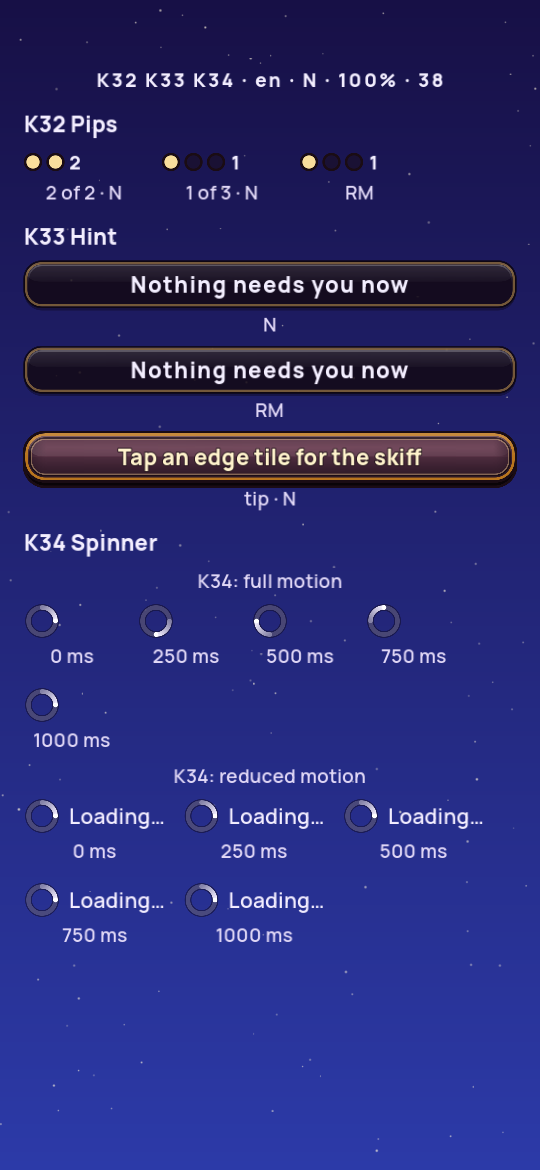 K32 K33 K34 · en · N · 100% · 38
K32 Pips
2 1 1
2 of 2 · N 1 of 3 · N RM
K33 Hint
Nothing needs you now
N
Nothing needs you now
RM
Tap an edge tile for the skiff
tip · N
K34 Spinner
K34: full motion
0 ms 250 ms 500 ms 750 ms
1000 ms
K34: reduced motion
Loading… Loading… Loading…
0 ms 250 ms 500 ms
Loading… Loading…
750 ms 1000 ms